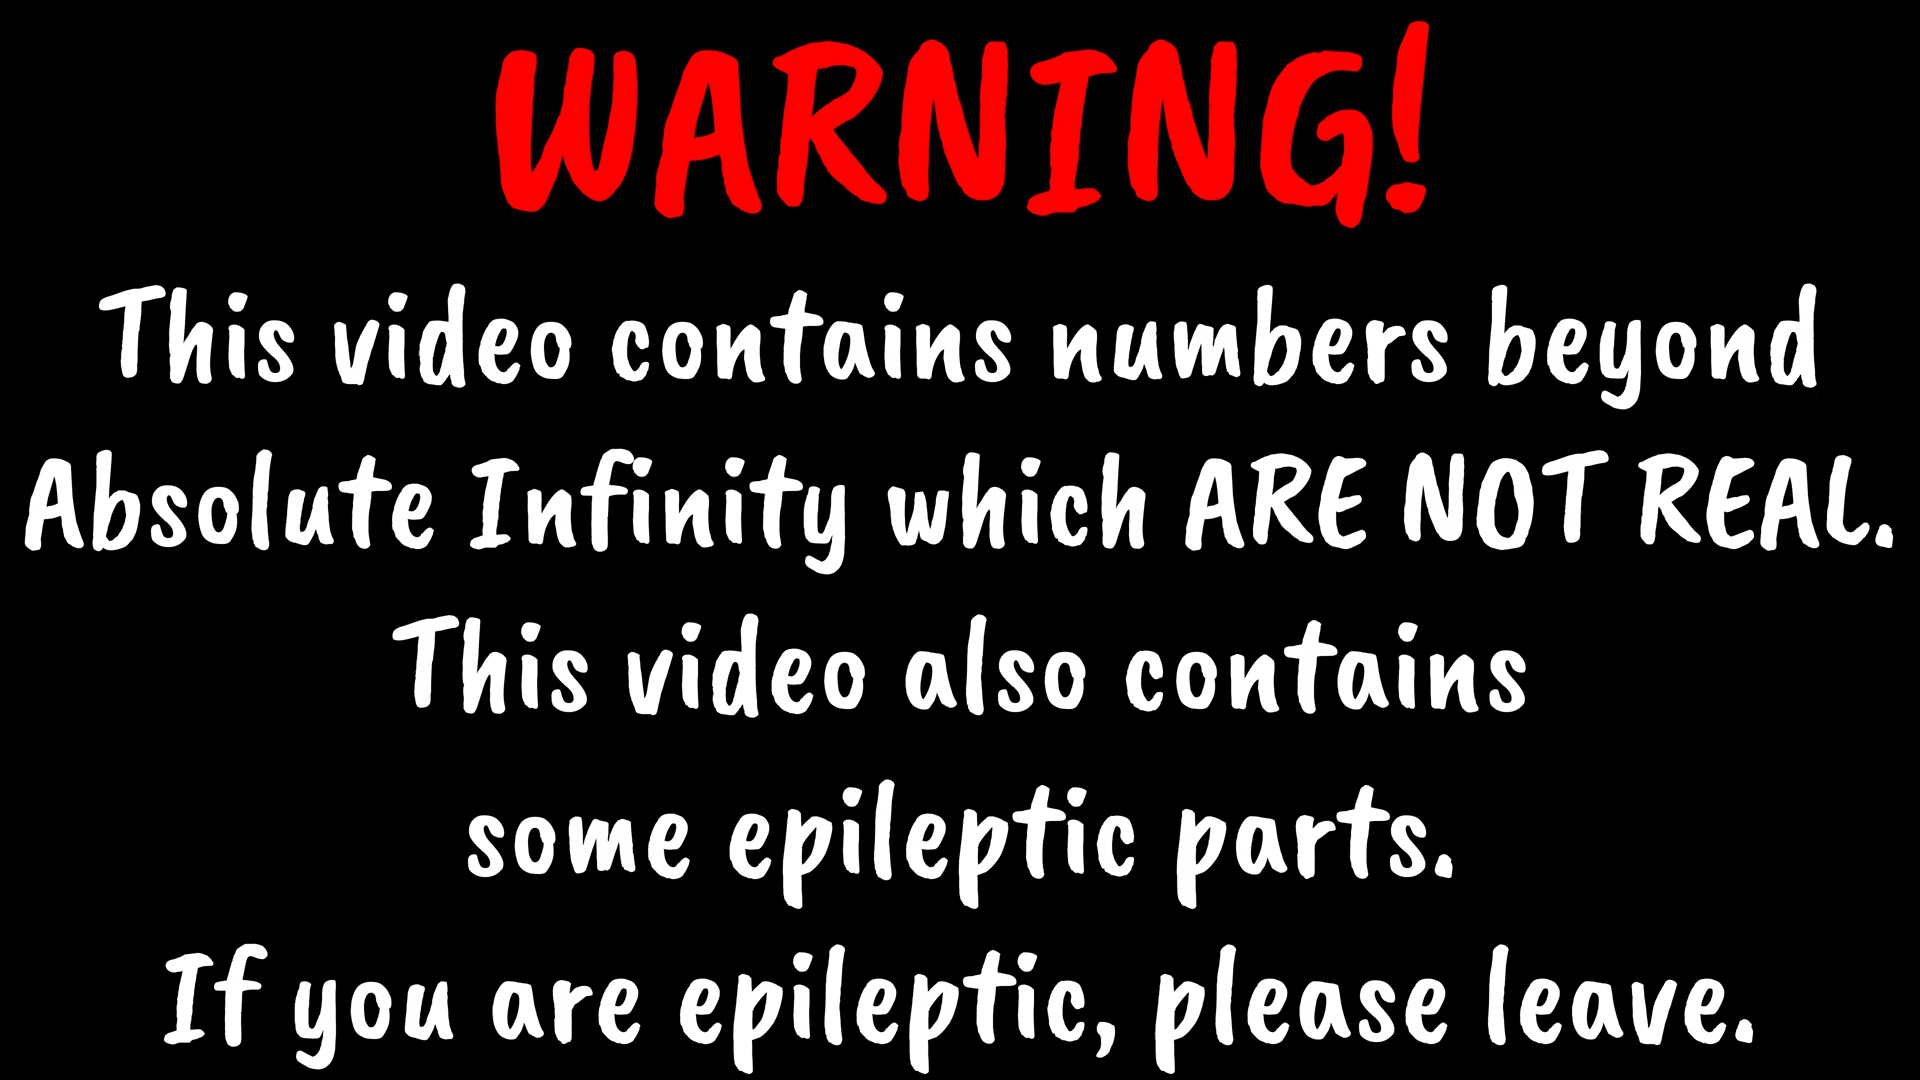 WARNING!
This video contains numbers beyond
Absolute Infinity which ARE NOT REAL.
This video also contains
some epileptic parts.
If you are epileptic, please leave.